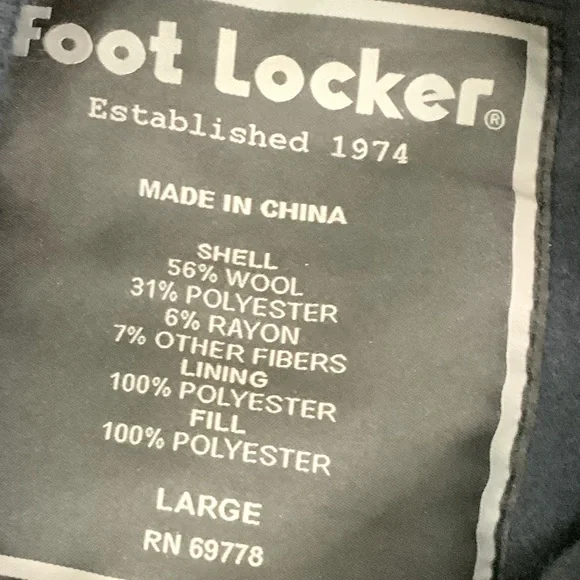 Foot Locker®
Established 1974
MADE IN CHINA
SHELL
56% WOOL
31% POLYESTER
6% RAYON
7% OTHER FIBERS
LINING
100% POLYESTER
FILL
100% POLYESTER
LARGE
RN 69778